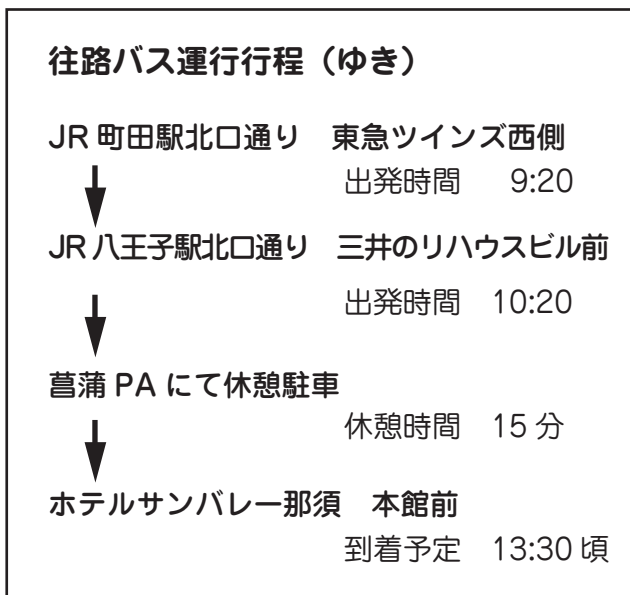 往路バス運行行程（ゆき）
JR 町田駅北口通り　東急ツインズ西側
出発時間　9:20
JR 八王子駅北口通り　三井のリハウスビル前
出発時間　10:20
菖蒲 PA にて休憩駐車
休憩時間　15 分
ホテルサンバレー那須　本館前
到着予定　13:30 頃